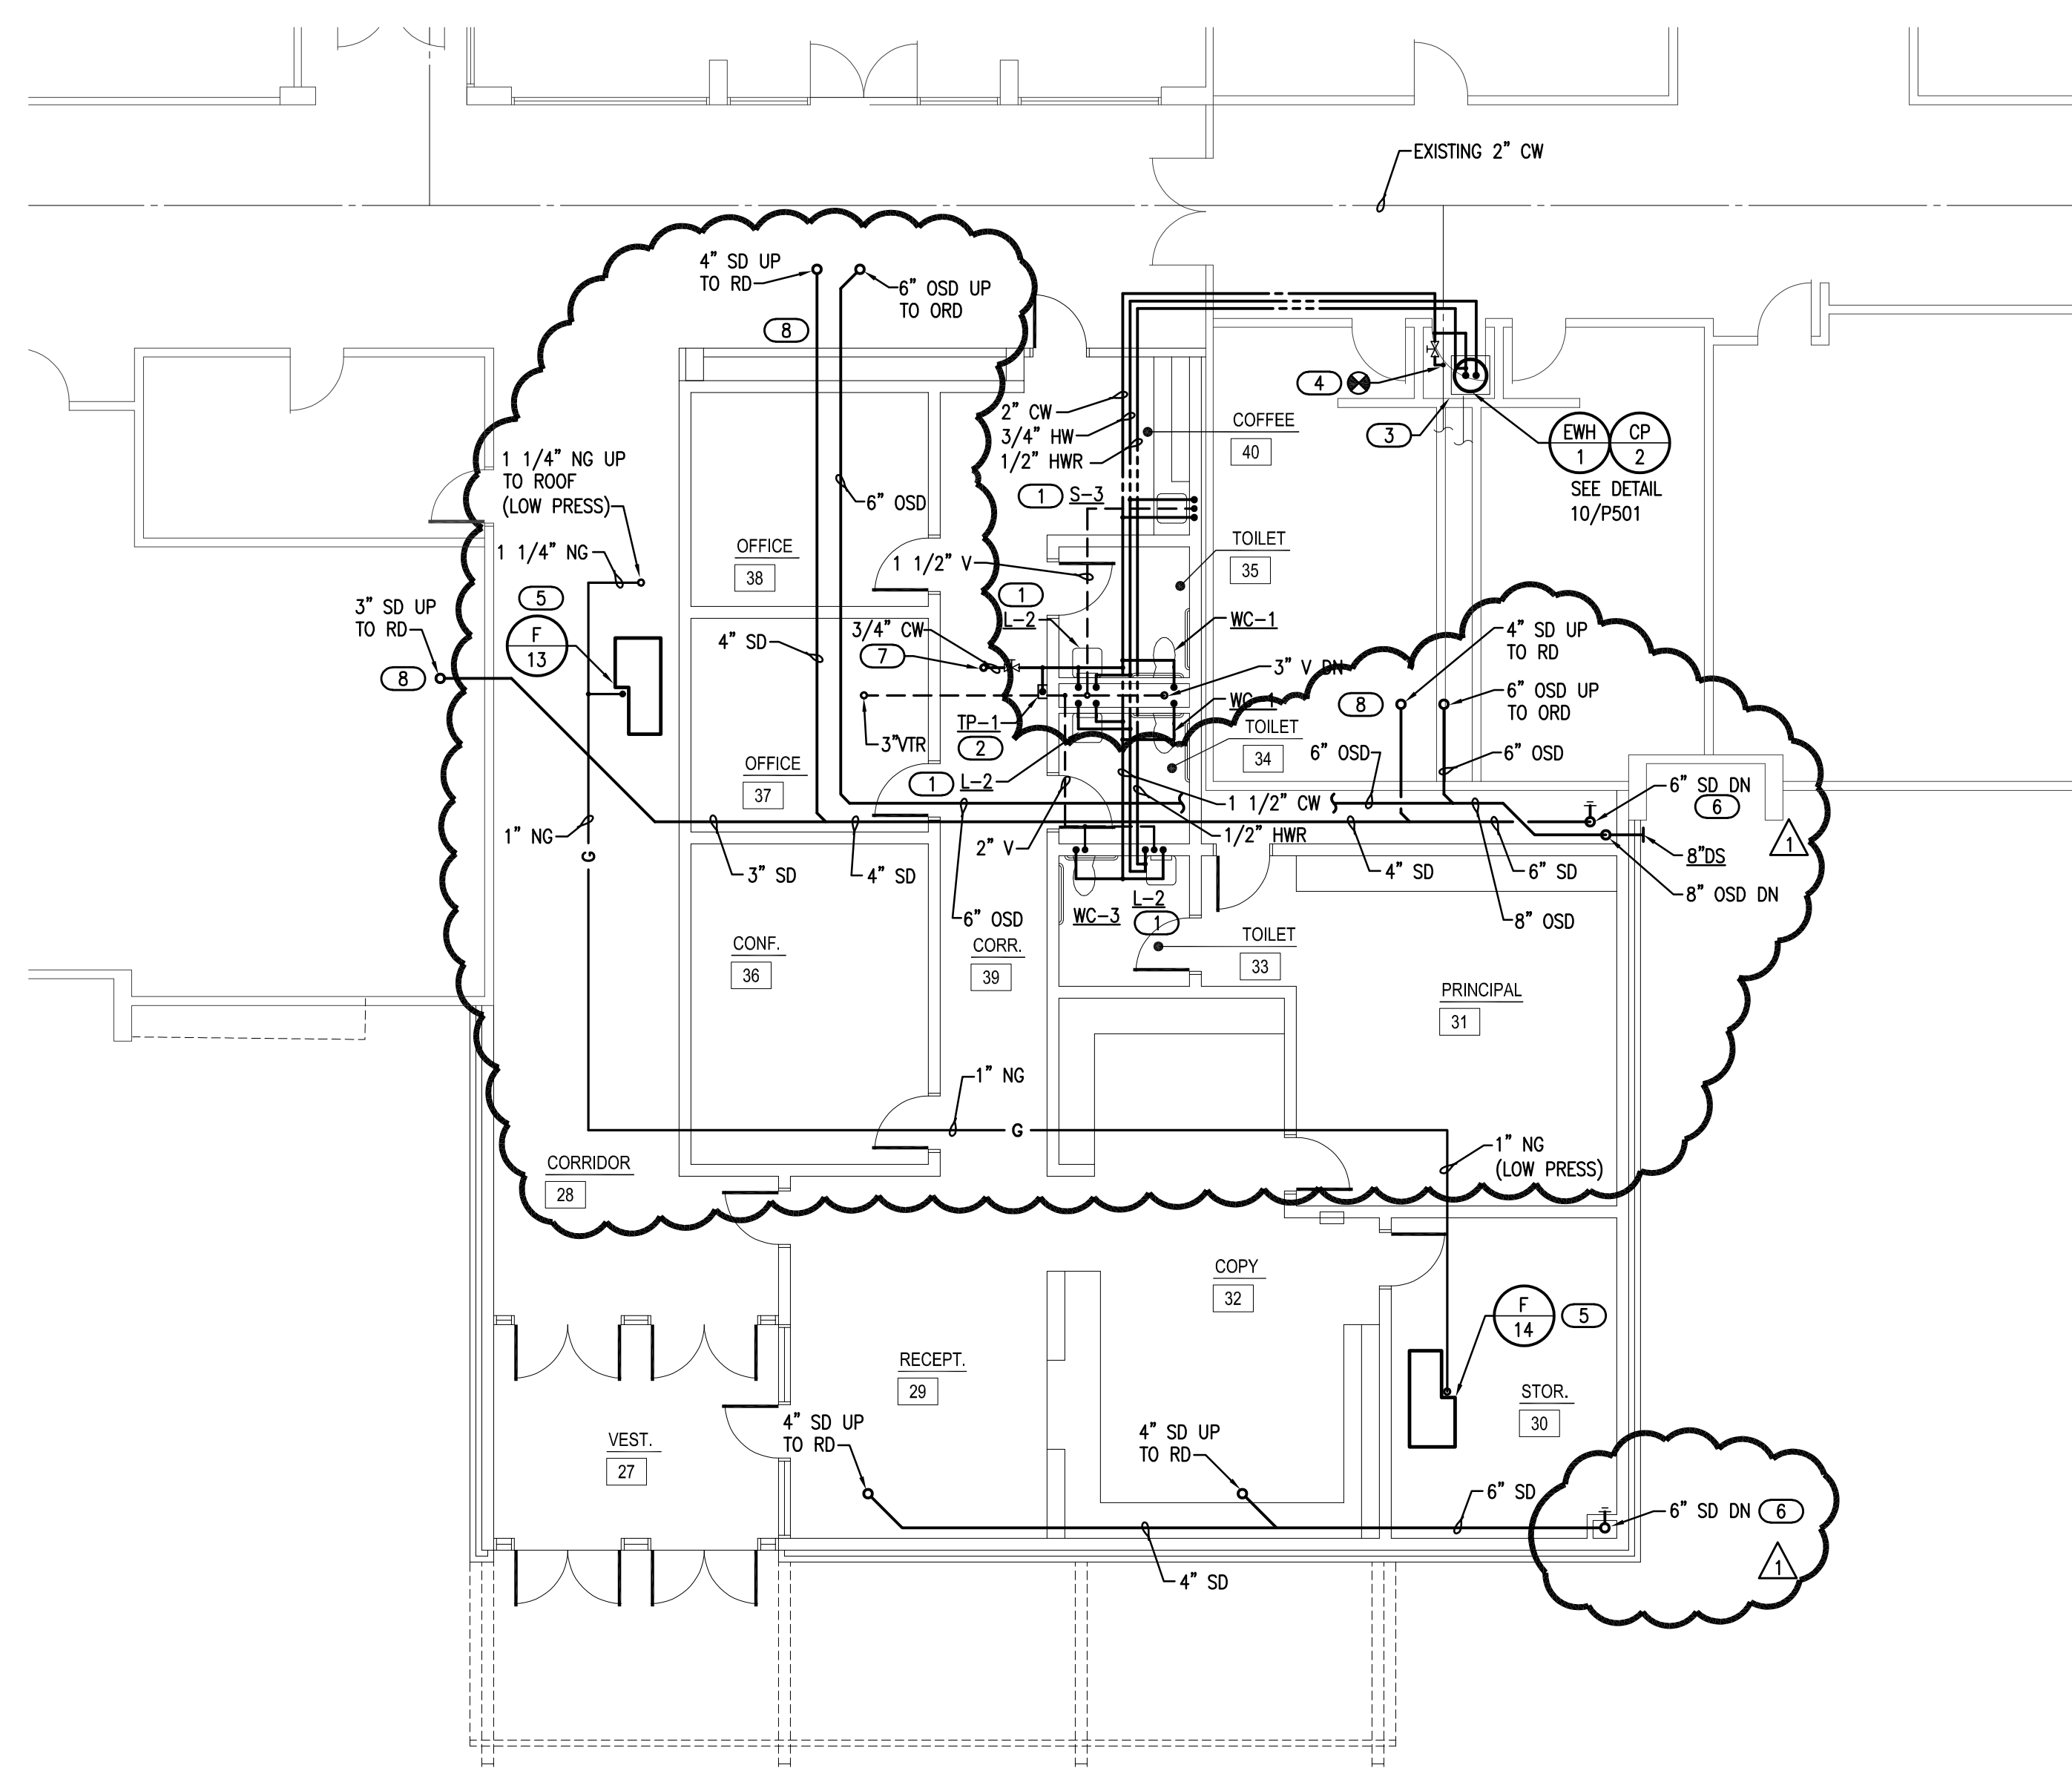 EXISTING 2" CW
4" SD UP
TO RD
6" OSD UP
TO ORD
8
4
3
EWH
1
CP
2
SEE DETAIL
10/P501
2" CW
3/4" HW
1/2" HWR
COFFEE
40
1
S-3
1 1/4" NG UP
TO ROOF
(LOW PRESS)
6" OSD
1 1/4" NG
OFFICE
38
1 1/2" V
TOILET
35
5
1
L-2
3" SD UP
TO RD
F
13
4" SD
3/4" CW
7
WC-1
8
3" V DN
4" SD UP
TO RD
8
6" OSD UP
TO ORD
WC-1
TP-1
2
3"VTR
TOILET
34
6" OSD
6" OSD
OFFICE
37
1
L-2
6" SD DN
6
1 1/2" CW
1" NG
G
2" V
1/2" HWR
1
8"DS
3" SD
4" SD
4" SD
6" SD
8" OSD DN
6" OSD
8" OSD
WC-3
L-2
1
CONF.
36
CORR.
39
TOILET
33
PRINCIPAL
31
1" NG
G
1" NG
(LOW PRESS)
CORRIDOR
28
COPY
32
F
14
5
RECEPT.
29
STOR.
30
4" SD UP
TO RD
4" SD UP
TO RD
VEST.
27
6" SD
6" SD DN
6
1
4" SD